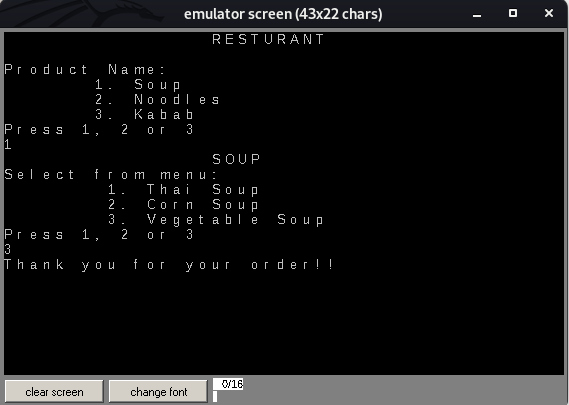 emulator screen (43x22 chars)
RESTURANT
Product Name:
1. Soup
2. Noodles
3. Kabab
Press 1, 2 or 3
1
SOUP
Select from menu:
1. Thai Soup
2. Corn Soup
3. Vegetable Soup
Press 1, 2 or 3
3
Thank you for your order!!
clear screen
change font
0/16